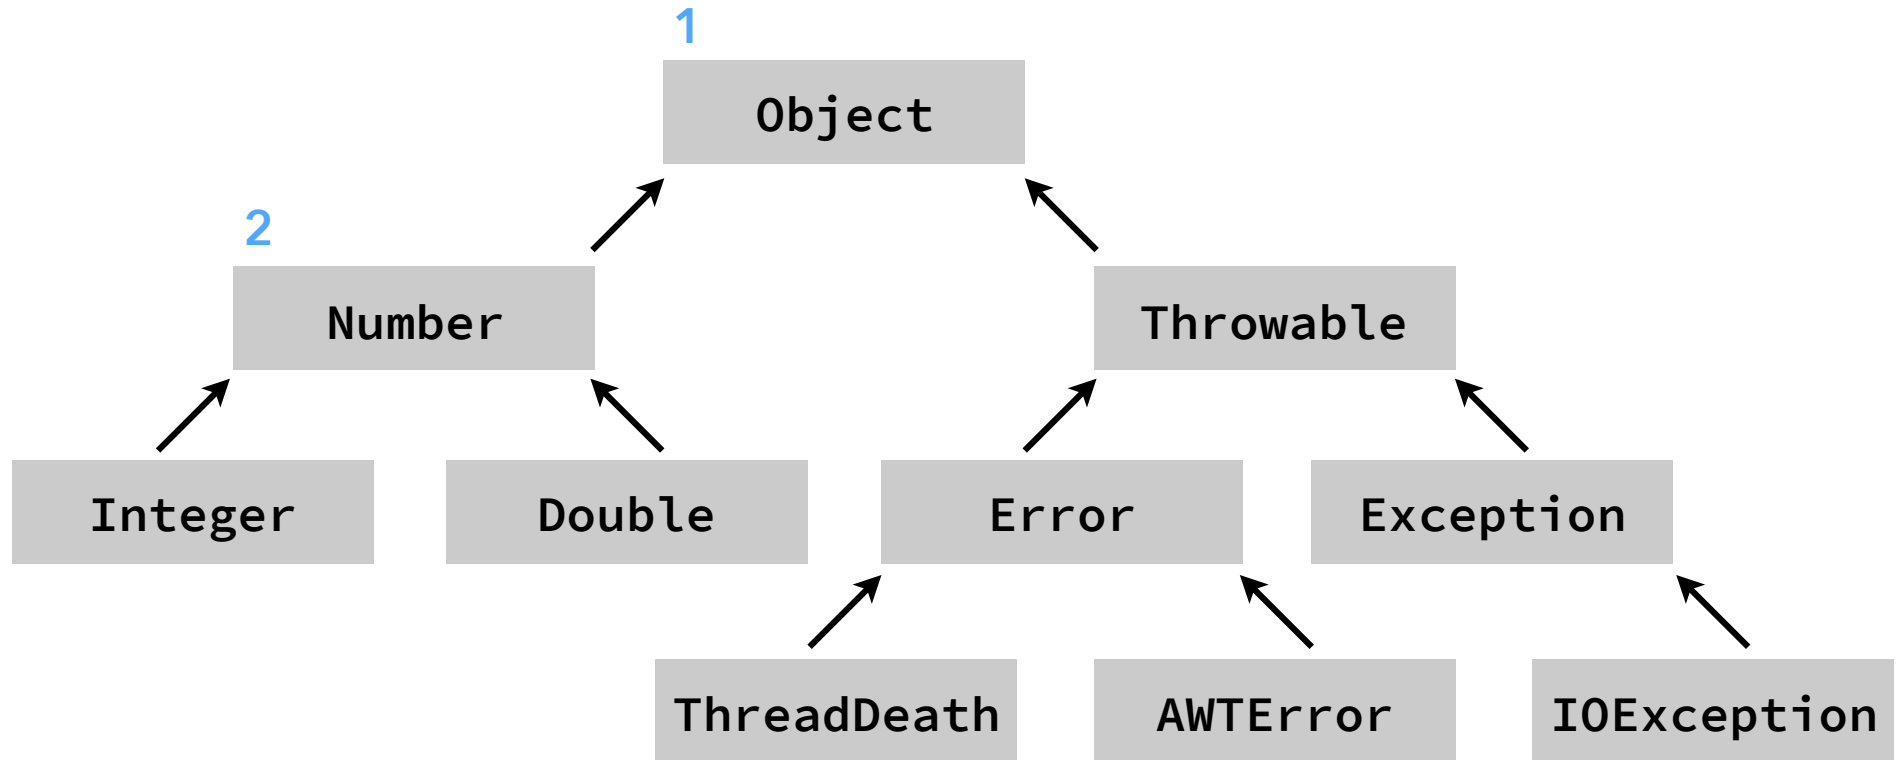 1
Object
2
Number
Throwable
Integer
Double
Error
Exception
ThreadDeath
AWTError
IOException